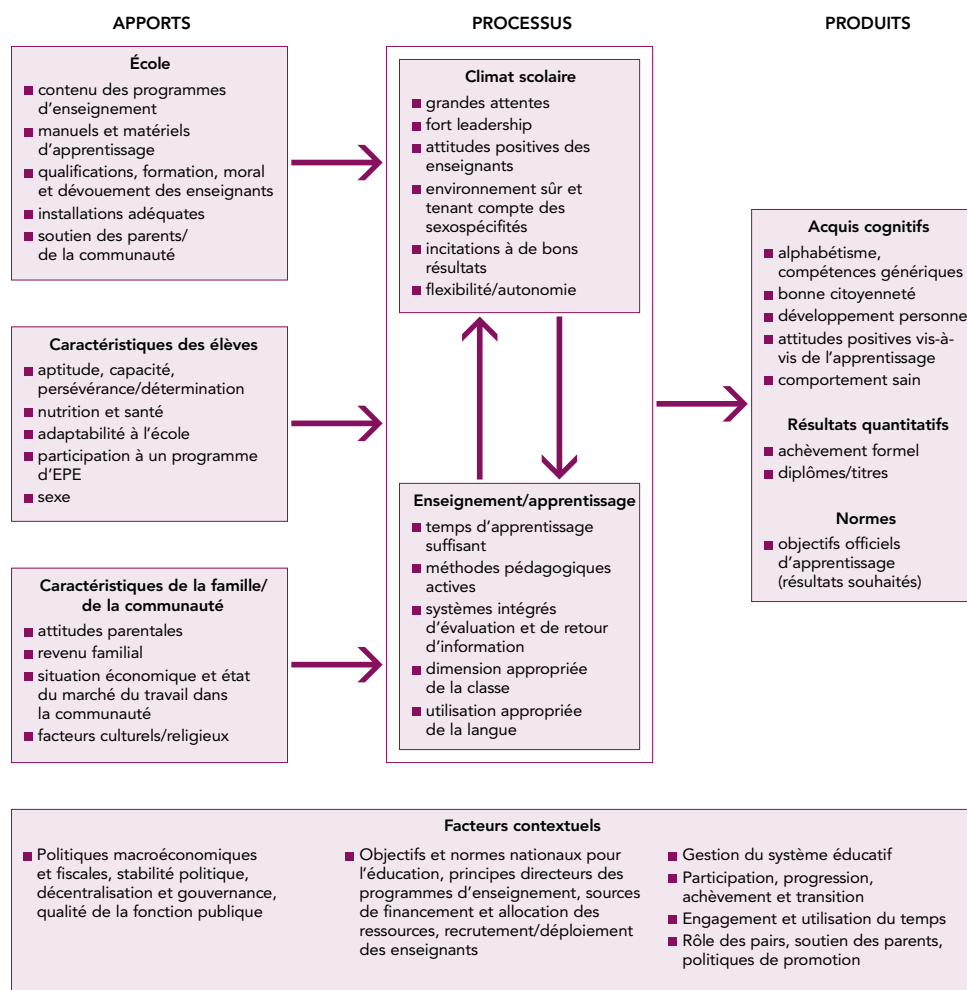 APPORTS
PROCESSUS
PRODUITS
École
contenu des programmes
d'enseignement
manuels et matériels
d'apprentissage
qualifications, formation, moral
et dévouement des enseignants
installations adéquates
soutien des parents/
de la communauté
Caractéristiques des élèves
aptitude, capacité,
persévérance/détermination
nutrition et santé
adaptabilité à l'école
participation à un programme
d'EPE
sexe
Caractéristiques de la famille/
de la communauté
attitudes parentales
revenu familial
situation économique et état
du marché du travail dans
la communauté
facteurs culturels/religieux
Climat scolaire
grandes attentes
fort leadership
attitudes positives des
enseignants
environnement sûr et
tenant compte des
sexospécifités
incitations à de bons
résultats
flexibilité/autonomie
Enseignement/apprentissage
temps d'apprentissage
suffisant
méthodes pédagogiques
actives
systèmes intégrés
d'évaluation et de retour
d'information
dimension appropriée
de la classe
utilisation appropriée
de la langue
Acquis cognitifs
alphabétisme,
compétences génériques
bonne citoyenneté
développement personne
attitudes positives vis-à-
vis de l'apprentissage
comportement sain
Résultats quantitatifs
achèvement formel
diplômes/titres
Normes
objectifs officiels
d'apprentissage
(résultats souhaités)
Facteurs contextuels
Politiques macroéconomiques
et fiscales, stabilité politique,
décentralisation et gouvernance,
qualité de la fonction publique
Objectifs et normes nationaux pour
l'éducation, principes directeurs des
programmes d'enseignement, sources
de financement et allocation des
ressources, recrutement/déploiement
des enseignants
Gestion du système éducatif
Participation, progression,
achèvement et transition
Engagement et utilisation du temps
Rôle des pairs, soutien des parents,
politiques de promotion